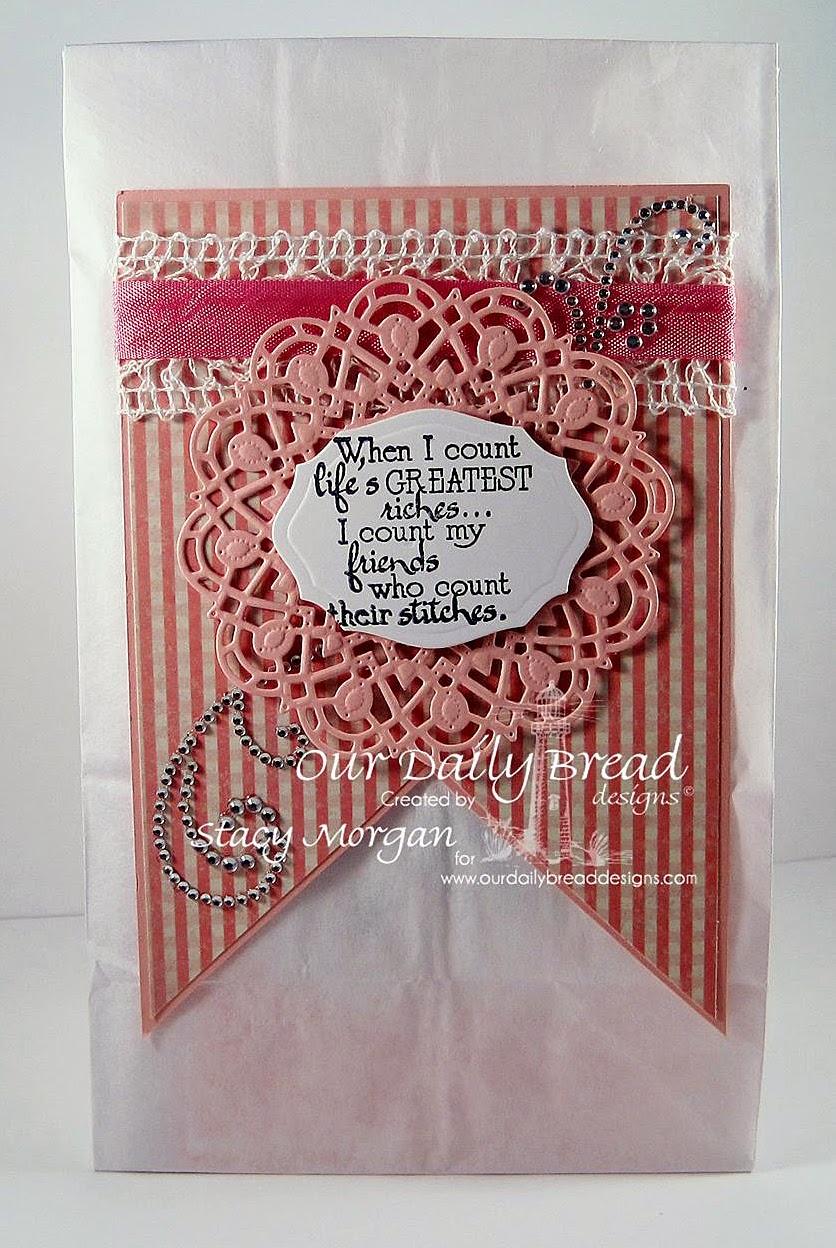 When I count
life's GREATEST
riches...
I count my
friends
who count
their stitches.
Our Daily Bread
designs©
Created by
Stacy Morgan
for
www.ourdailybreaddesigns.com